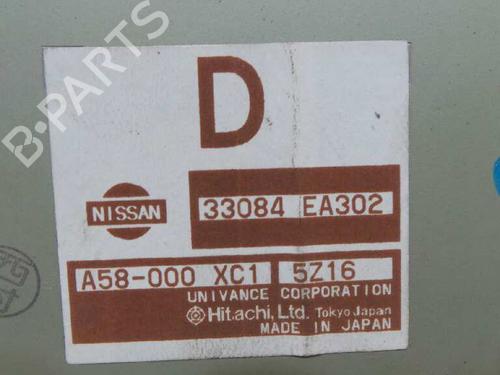 D
NISSAN 33084 EA302
A58-000 XC1 5Z16
UNIVANCE CORPORATION
Hitachi, Ltd. Tokyo Japan
MADE IN JAPAN
B-PARTS